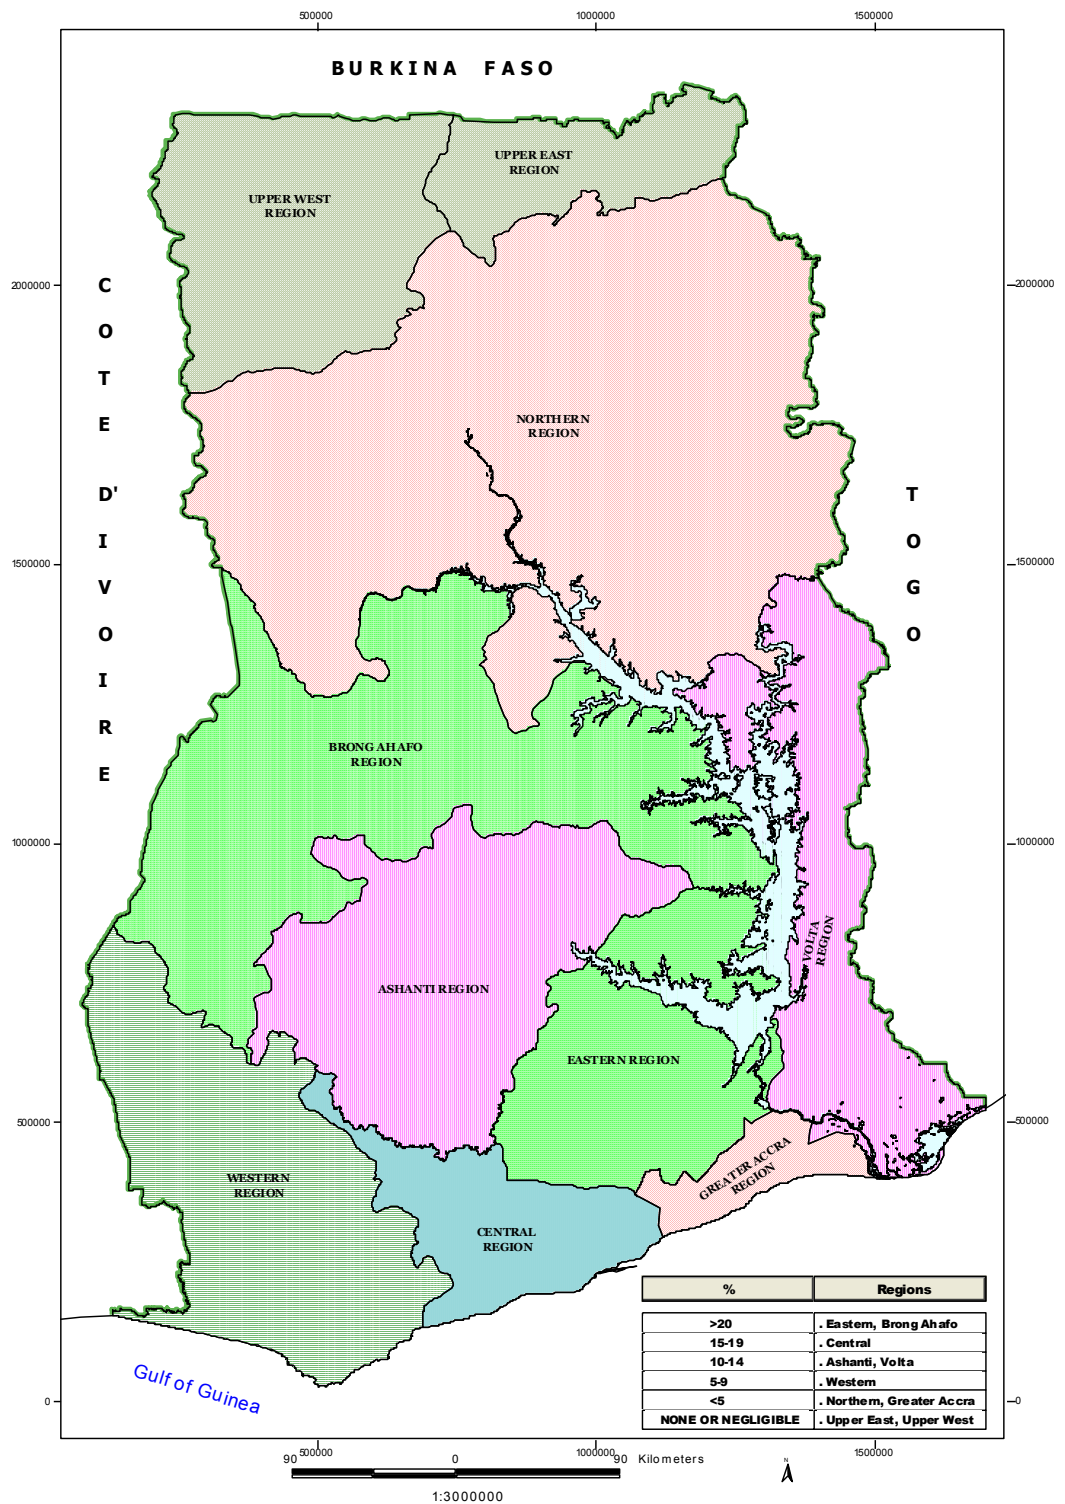 500000 1000000 1500000
BURKINA FASO
UPPER EAST
REGION
UPPER WEST
REGION
COTE D'IVOIRE
2000000 2000000
NORTHERN
REGION
TOGO
1500000 1500000
BRONG AHAFO
REGION
1000000 1000000
VOLTA
REGION
ASHANTI REGION
EASTERN REGION
500000 500000
GREATER ACCRA
REGION
WESTERN
REGION
CENTRAL
REGION
% Regions
>20 . Eastern, Brong Ahafo
15-19 . Central
10-14 . Ashanti, Volta
5-9 . Western
<5 . Northern, Greater Accra
NONE OR NEGLIGIBLE . Upper East, Upper West
Gulf of Guinea
0 0
500000 1000000 1500000
90 0 90 Kilometers
N
1:3000000